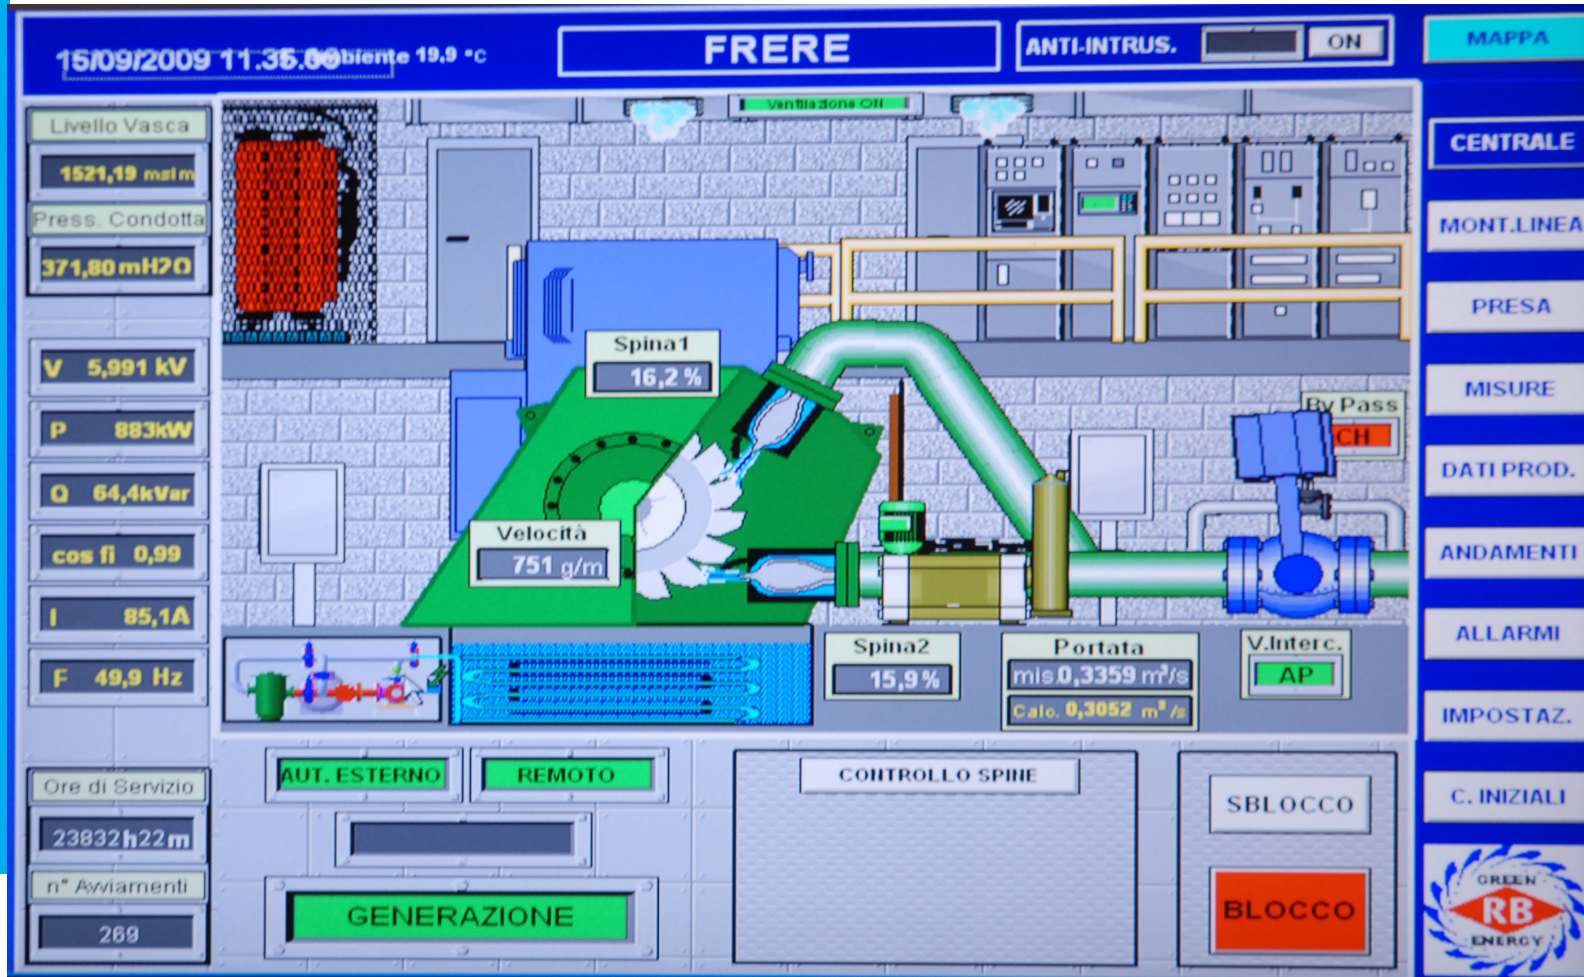 15/09/2009 11.35.
biente 19,9 °C
FRERE
ANTI-INTRUS.
ON
MAPPA
Livello Vasca
1521,19 mslm
Press. Condotta
371,80 mH2O
V 5,991 kV
P 883kW
Q 64,4kVar
cos fi 0,99
I 85,1A
F 49,9 Hz
Ore di Servizio
23832h22m
n° Avviamenti
269
Ventilazione ON
Spina1
16,2 %
Velocità
751 g/m
By Pass
CH
Spina2
15,9%
Portata
mis.0,3359 m³/s
Calc. 0,3052 m³/s
V.Interc.
AP
AUT. ESTERNO
REMOTO
GENERAZIONE
CONTROLLO SPINE
SBLOCCO
BLOCCO
CENTRALE
MONT.LINEA
PRESA
MISURE
DATI PROD.
ANDAMENTI
ALLARMI
IMPOSTAZ.
C. INIZIALI
GREEN
RB
ENERGY